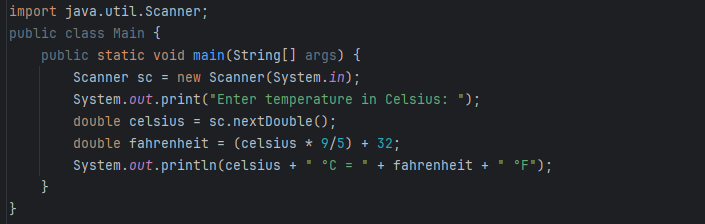 import java.util.Scanner;
public class Main {
    public static void main(String[] args) {
        Scanner sc = new Scanner(System.in);
        System.out.print("Enter temperature in Celsius: ");
        double celsius = sc.nextDouble();
        double fahrenheit = (celsius * 9/5) + 32;
        System.out.println(celsius + " °C = " + fahrenheit + " °F");
    }
}